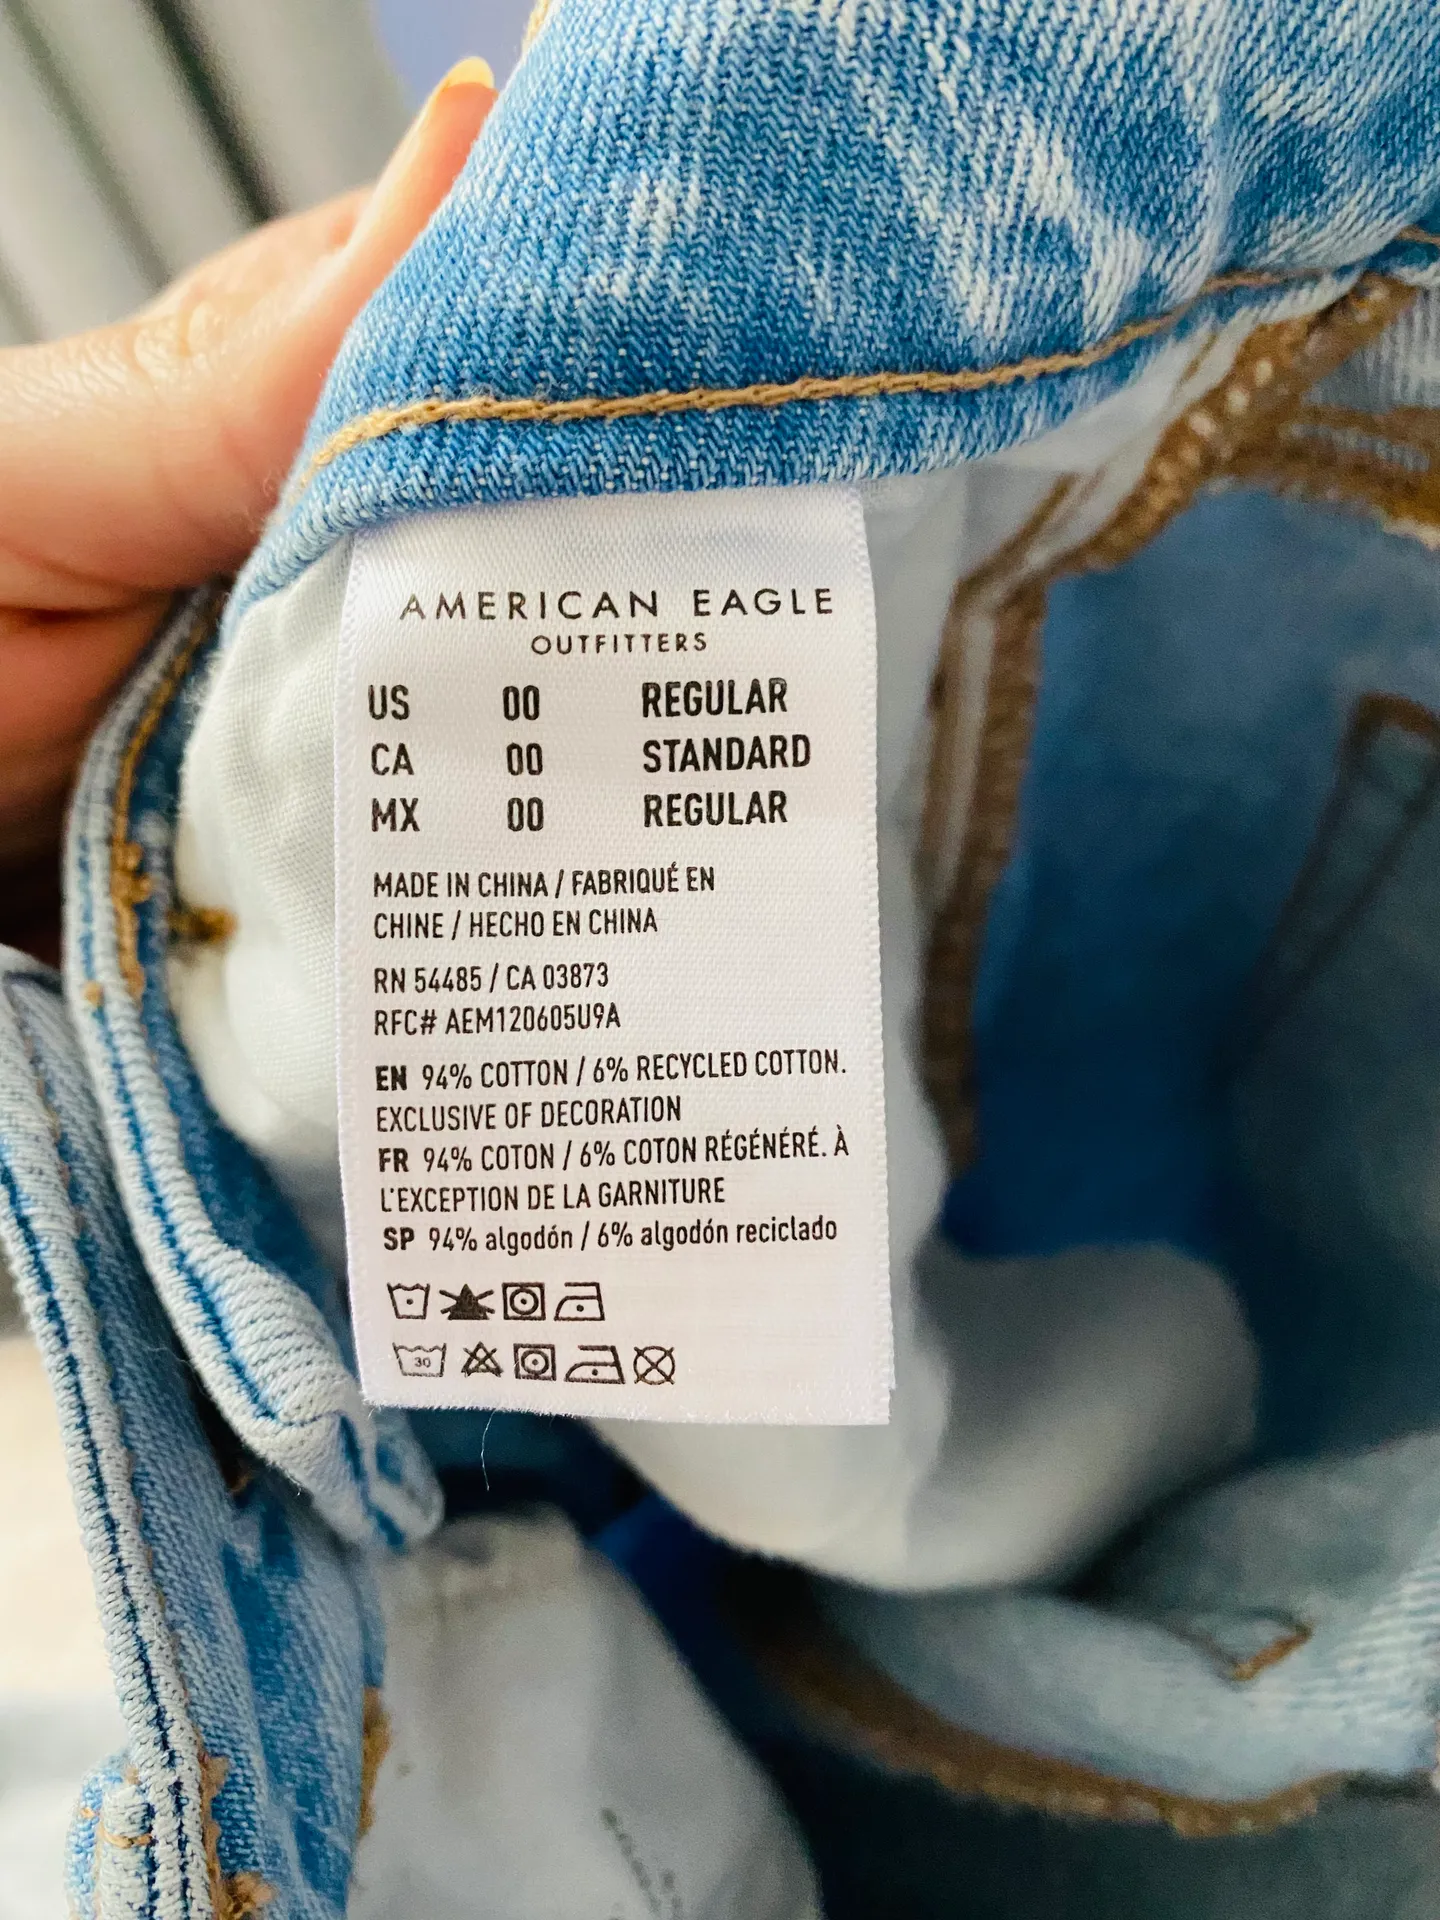 AMERICAN EAGLE
OUTFITTERS
US 00 REGULAR
CA 00 STANDARD
MX 00 REGULAR
MADE IN CHINA / FABRIQUÉ EN
CHINE / HECHO EN CHINA
RN 54485 / CA 03873
RFC# AEM120605U9A
EN 94% COTTON / 6% RECYCLED COTTON.
EXCLUSIVE OF DECORATION
FR 94% COTON / 6% COTON RÉGÉNÉRÉ. À
L'EXCEPTION DE LA GARNITURE
SP 94% algodón / 6% algodón reciclado
30